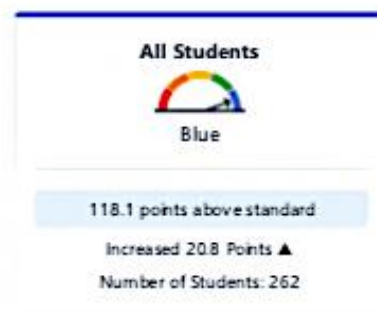 All Students
Blue
118.1 points above standard
Increased 20.8 Points ▲
Number of Students: 262